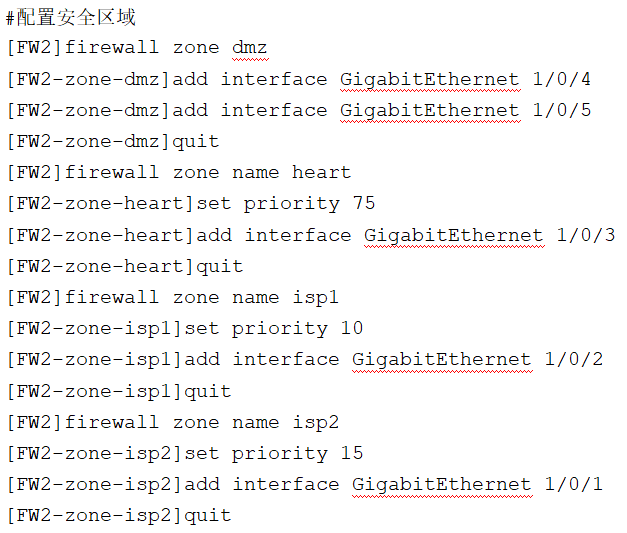 #配置安全区域
[FW2]firewall zone dmz
[FW2-zone-dmz]add interface GigabitEthernet 1/0/4
[FW2-zone-dmz]add interface GigabitEthernet 1/0/5
[FW2-zone-dmz]quit
[FW2]firewall zone name heart
[FW2-zone-heart]set priority 75
[FW2-zone-heart]add interface GigabitEthernet 1/0/3
[FW2-zone-heart]quit
[FW2]firewall zone name isp1
[FW2-zone-isp1]set priority 10
[FW2-zone-isp1]add interface GigabitEthernet 1/0/2
[FW2-zone-isp1]quit
[FW2]firewall zone name isp2
[FW2-zone-isp2]set priority 15
[FW2-zone-isp2]add interface GigabitEthernet 1/0/1
[FW2-zone-isp2]quit